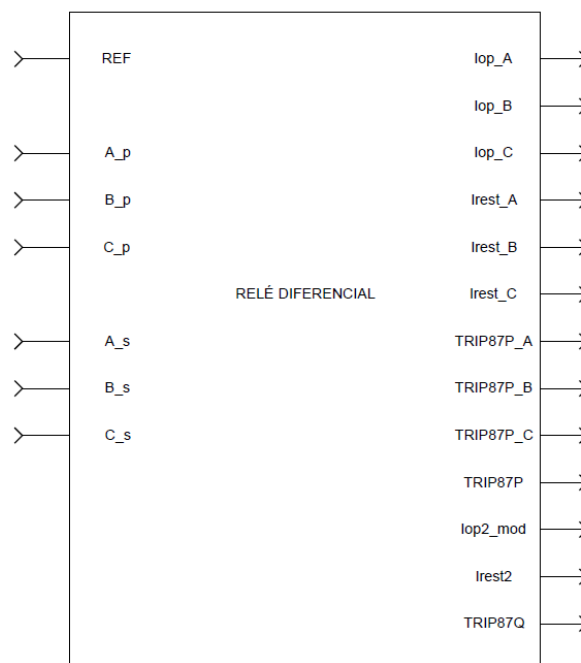 REF
A_p
B_p
C_p
A_s
B_s
C_s
RELÉ DIFERENCIAL
Iop_A
Iop_B
Iop_C
Irest_A
Irest_B
Irest_C
TRIP87P_A
TRIP87P_B
TRIP87P_C
TRIP87P
Iop2_mod
Irest2
TRIP87Q